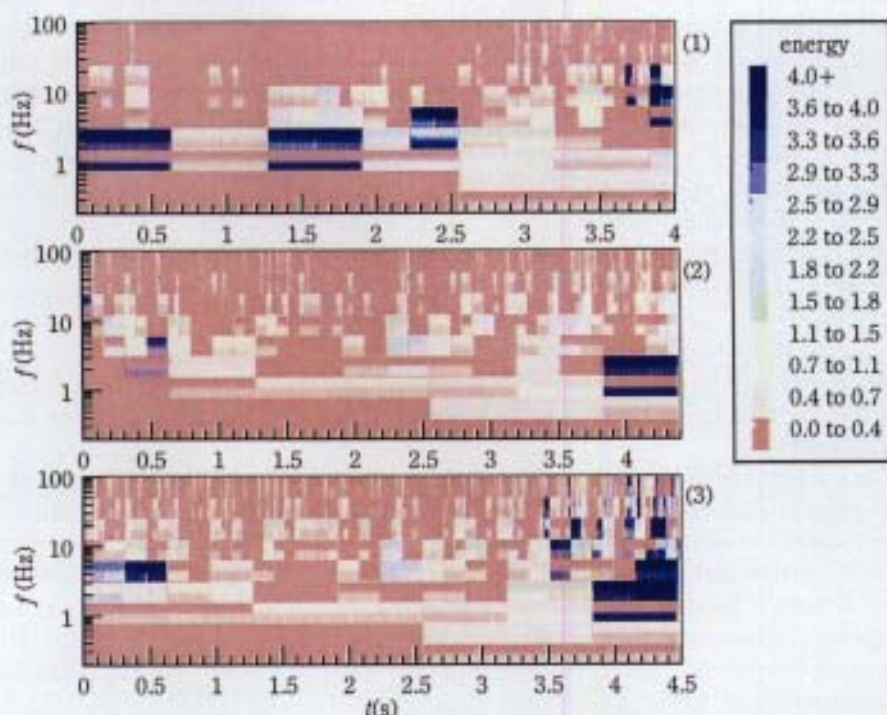 100
10
1
f (Hz)
(1)
0 0.5 1 1.5 2 2.5 3 3.5 4
100
10
1
f (Hz)
(2)
0 0.5 1 1.5 2 2.5 3 3.5 4
100
10
1
f (Hz)
(3)
0 0.5 1 1.5 2 2.5 3 3.5 4 4.5
t(s)
energy
4.0+
3.6 to 4.0
3.3 to 3.6
2.9 to 3.3
2.5 to 2.9
2.2 to 2.5
1.8 to 2.2
1.5 to 1.8
1.1 to 1.5
0.7 to 1.1
0.4 to 0.7
0.0 to 0.4